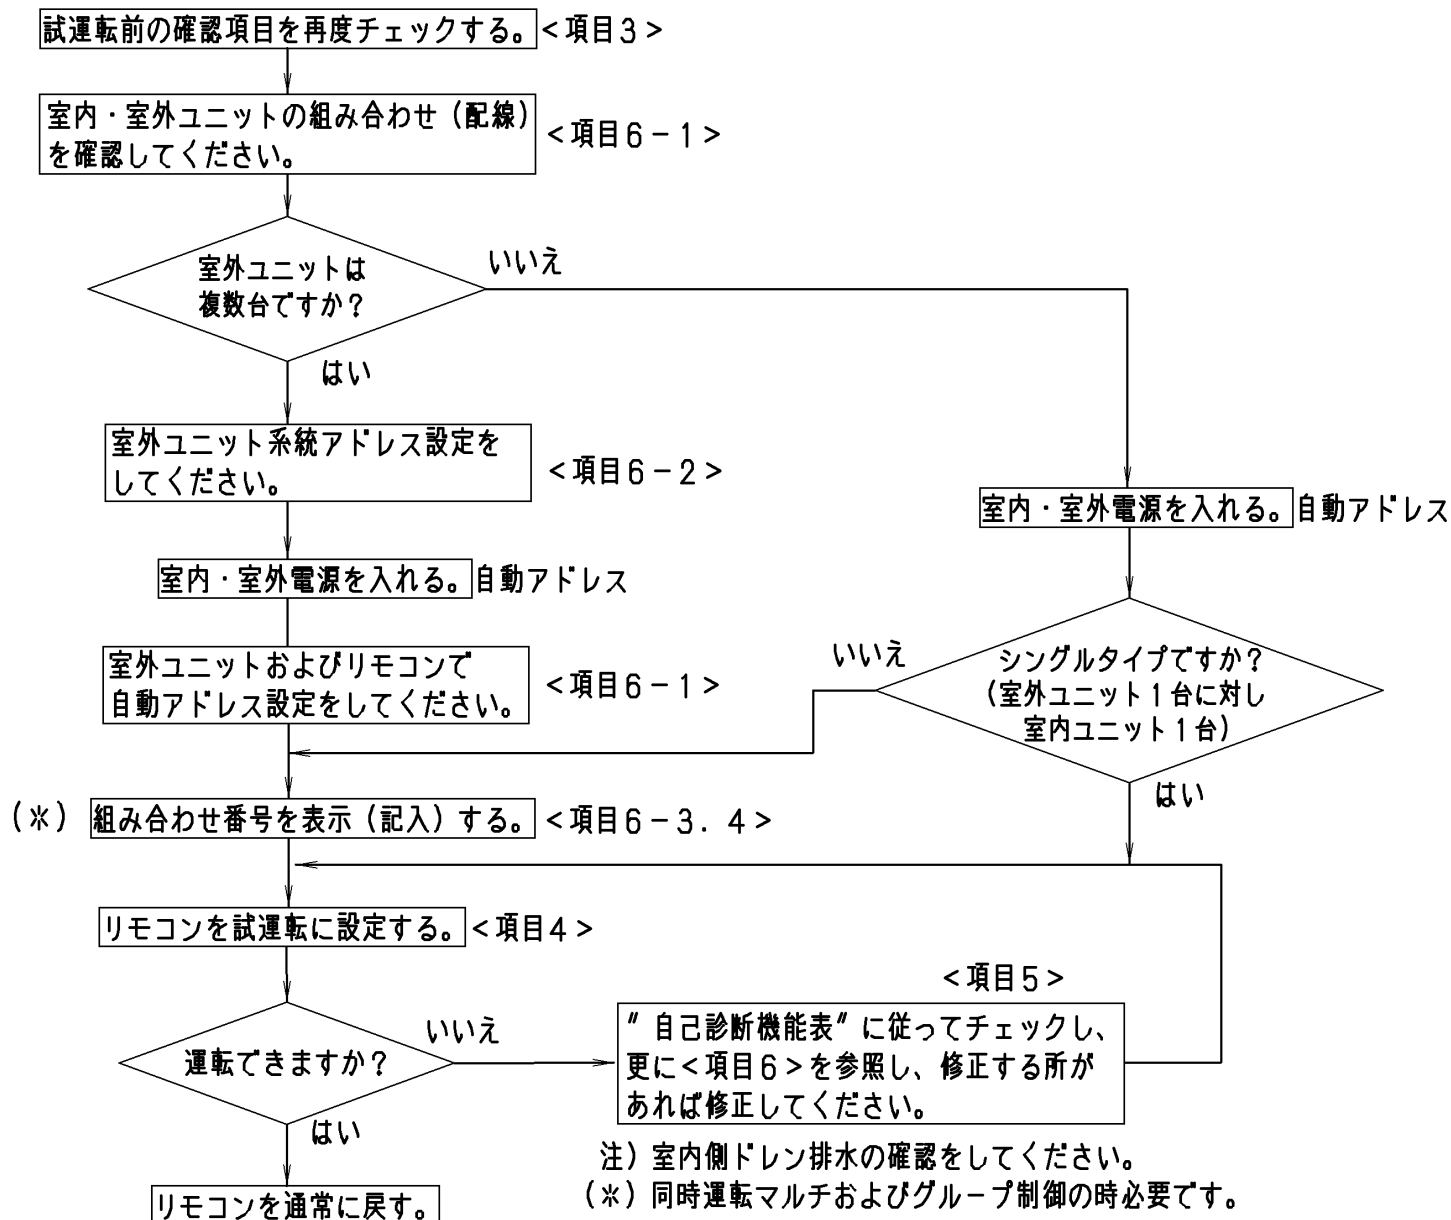 試運転前の確認項目を再度チェックする。<項目3>
室内・室外ユニットの組み合わせ（配線）
を確認してください。
<項目6－1>
室外ユニットは
複数台ですか？
いいえ
はい
室外ユニット系統アドレス設定を
してください。
<項目6－2>
室内・室外電源を入れる。自動アドレス
室内・室外電源を入れる。自動アドレス
室外ユニットおよびリモコンで
自動アドレス設定をしてください。
<項目6－1>
いいえ
シングルタイプですか？
（室外ユニット1台に対し
室内ユニット1台）
はい
（※）組み合わせ番号を表示（記入）する。<項目6－3．4>
リモコンを試運転に設定する。<項目4>
運転できますか？
いいえ
はい
<項目5>
〃自己診断機能表〃に従ってチェックし、
更に<項目6>を参照し、修正する所が
あれば修正してください。
注）室内側ドレン排水の確認をしてください。
（※）同時運転マルチおよびグループ制御の時必要です。
リモコンを通常に戻す。